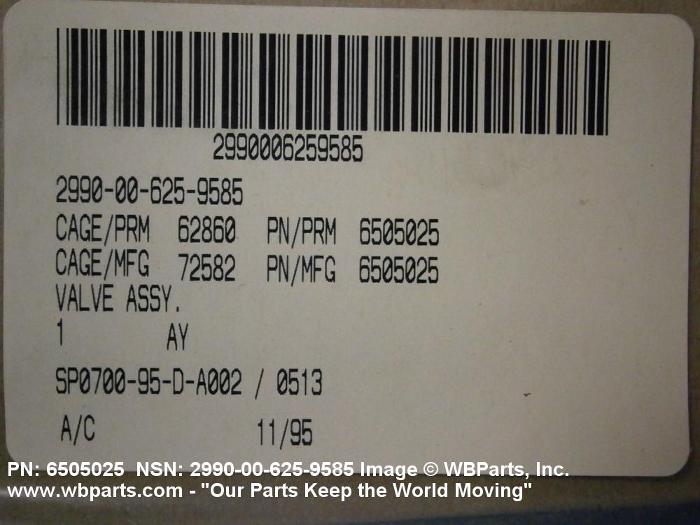 2990006259585
2990-00-625-9585
CAGE/PRM 62860 PN/PRM 6505025
CAGE/MFG 72582 PN/MFG 6505025
VALVE ASSY.
1 AY
SP0700-95-D-A002 / 0513
A/C 11/95
PN: 6505025 NSN: 2990-00-625-9585 Image © WBParts, Inc.
www.wbparts.com - "Our Parts Keep the World Moving"